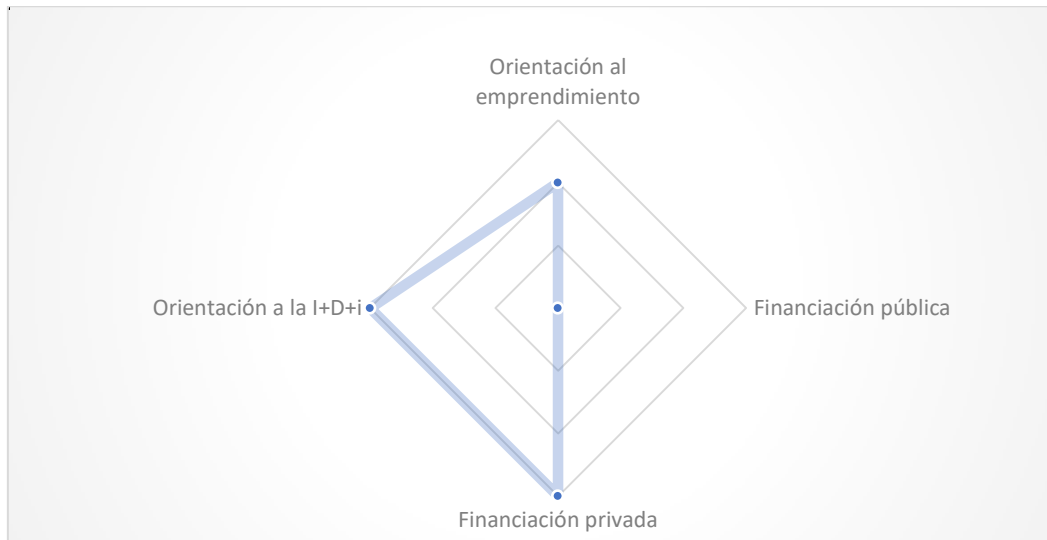 Orientación al
emprendimiento
Orientación a la I+D+i
Financiación pública
Financiación privada